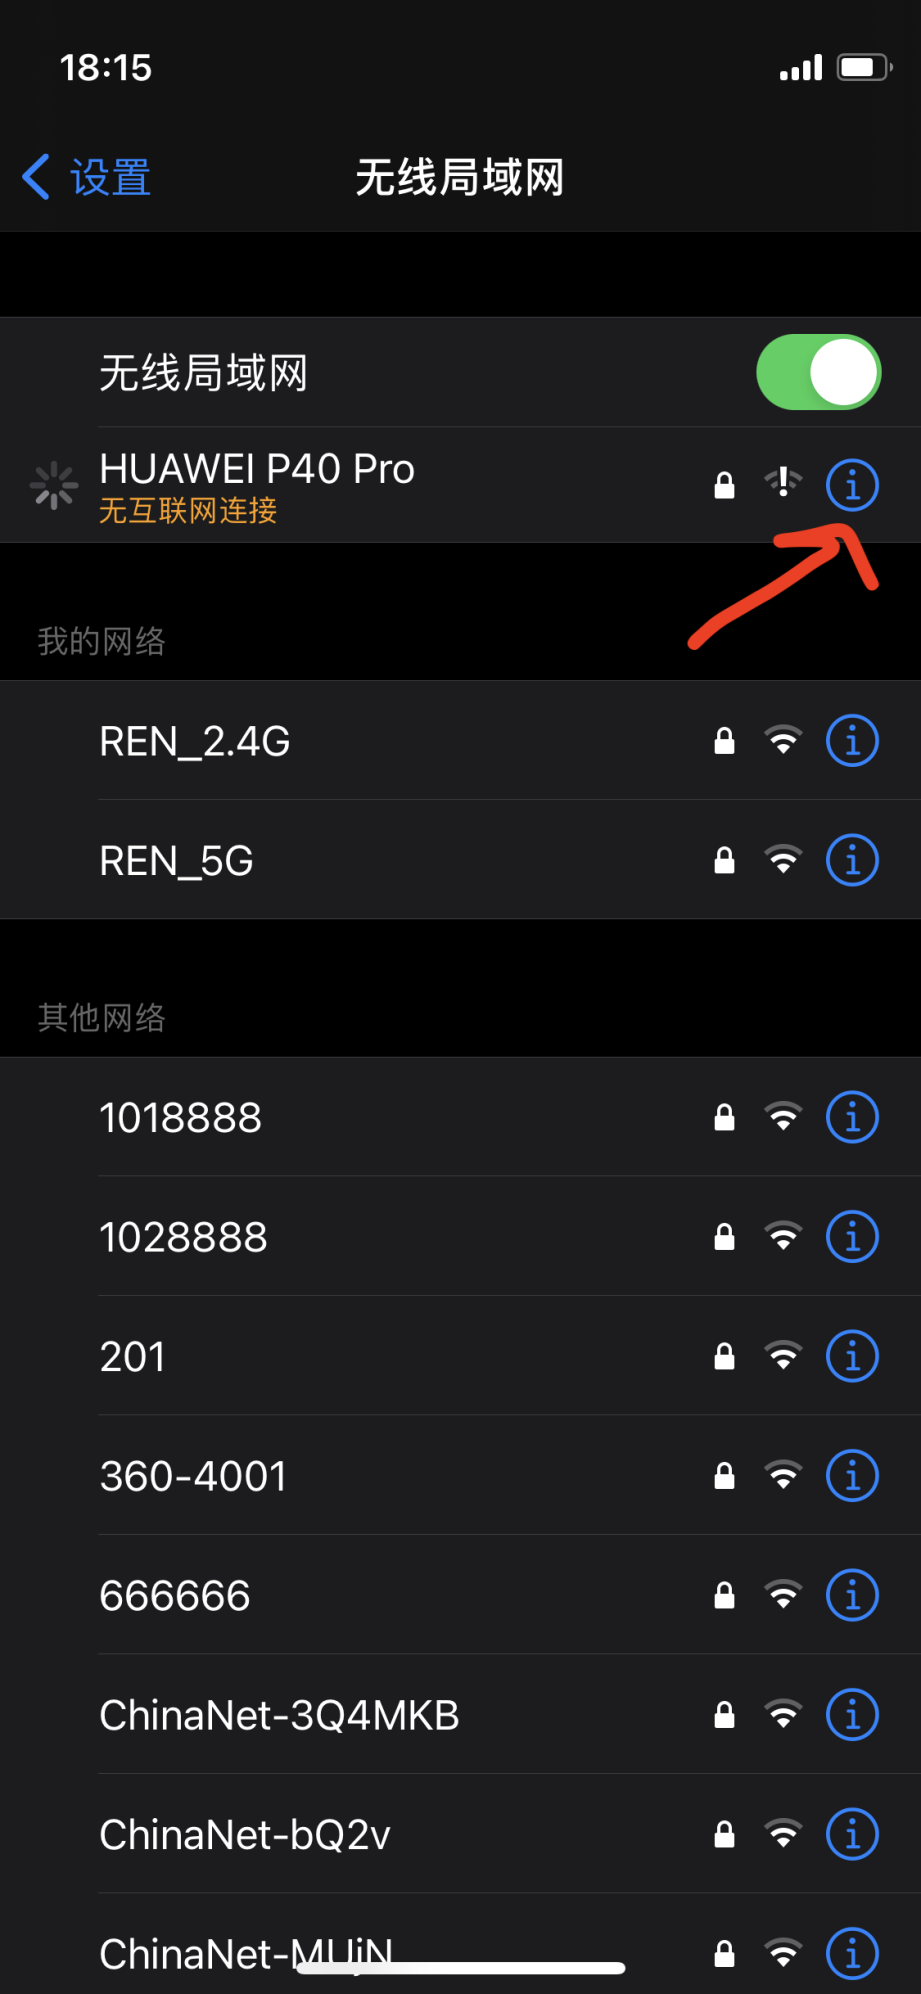 18:15
设置
无线局域网
无线局域网
HUAWEI P40 Pro
无互联网连接
我的网络
REN_2.4G
REN_5G
其他网络
1018888
1028888
201
360-4001
666666
ChinaNet-3Q4MKB
ChinaNet-bQ2v
ChinaNet-MUjN